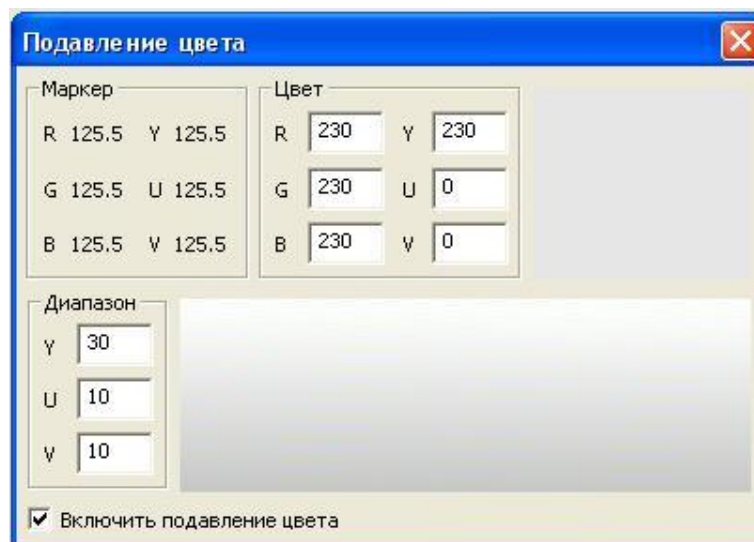 Подавление цвета
Маркер
R 125.5 Y 125.5
G 125.5 U 125.5
B 125.5 V 125.5
Цвет
R 230 Y 230
G 230 U 0
B 230 V 0
Диапазон
Y 30
U 10
V 10
Включить подавление цвета